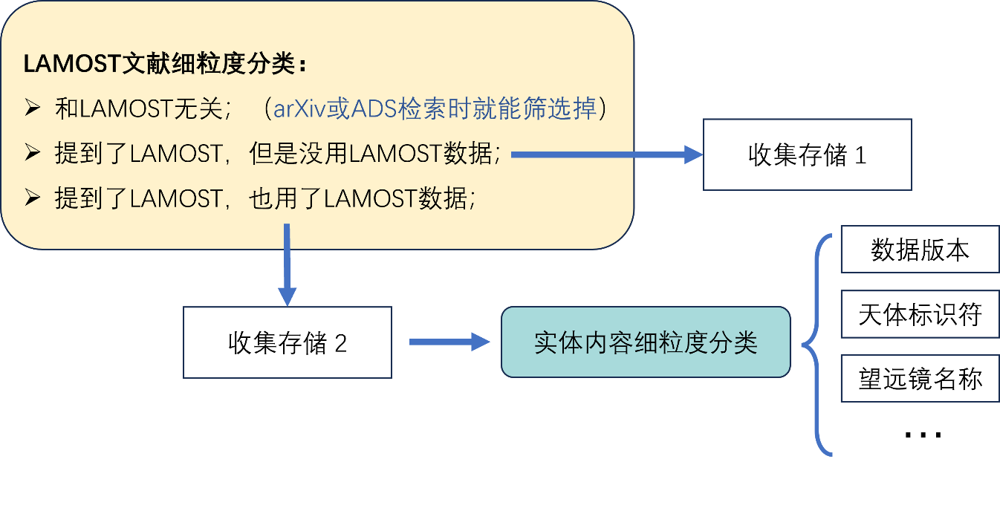 LAMOST文献细粒度分类：
➢ 和LAMOST无关；（arXiv或ADS检索时就能筛选掉）
➢ 提到了LAMOST，但是没用LAMOST数据；
➢ 提到了LAMOST，也用了LAMOST数据；
收集存储 1
收集存储 2
实体内容细粒度分类
数据版本
天体标识符
望远镜名称
…